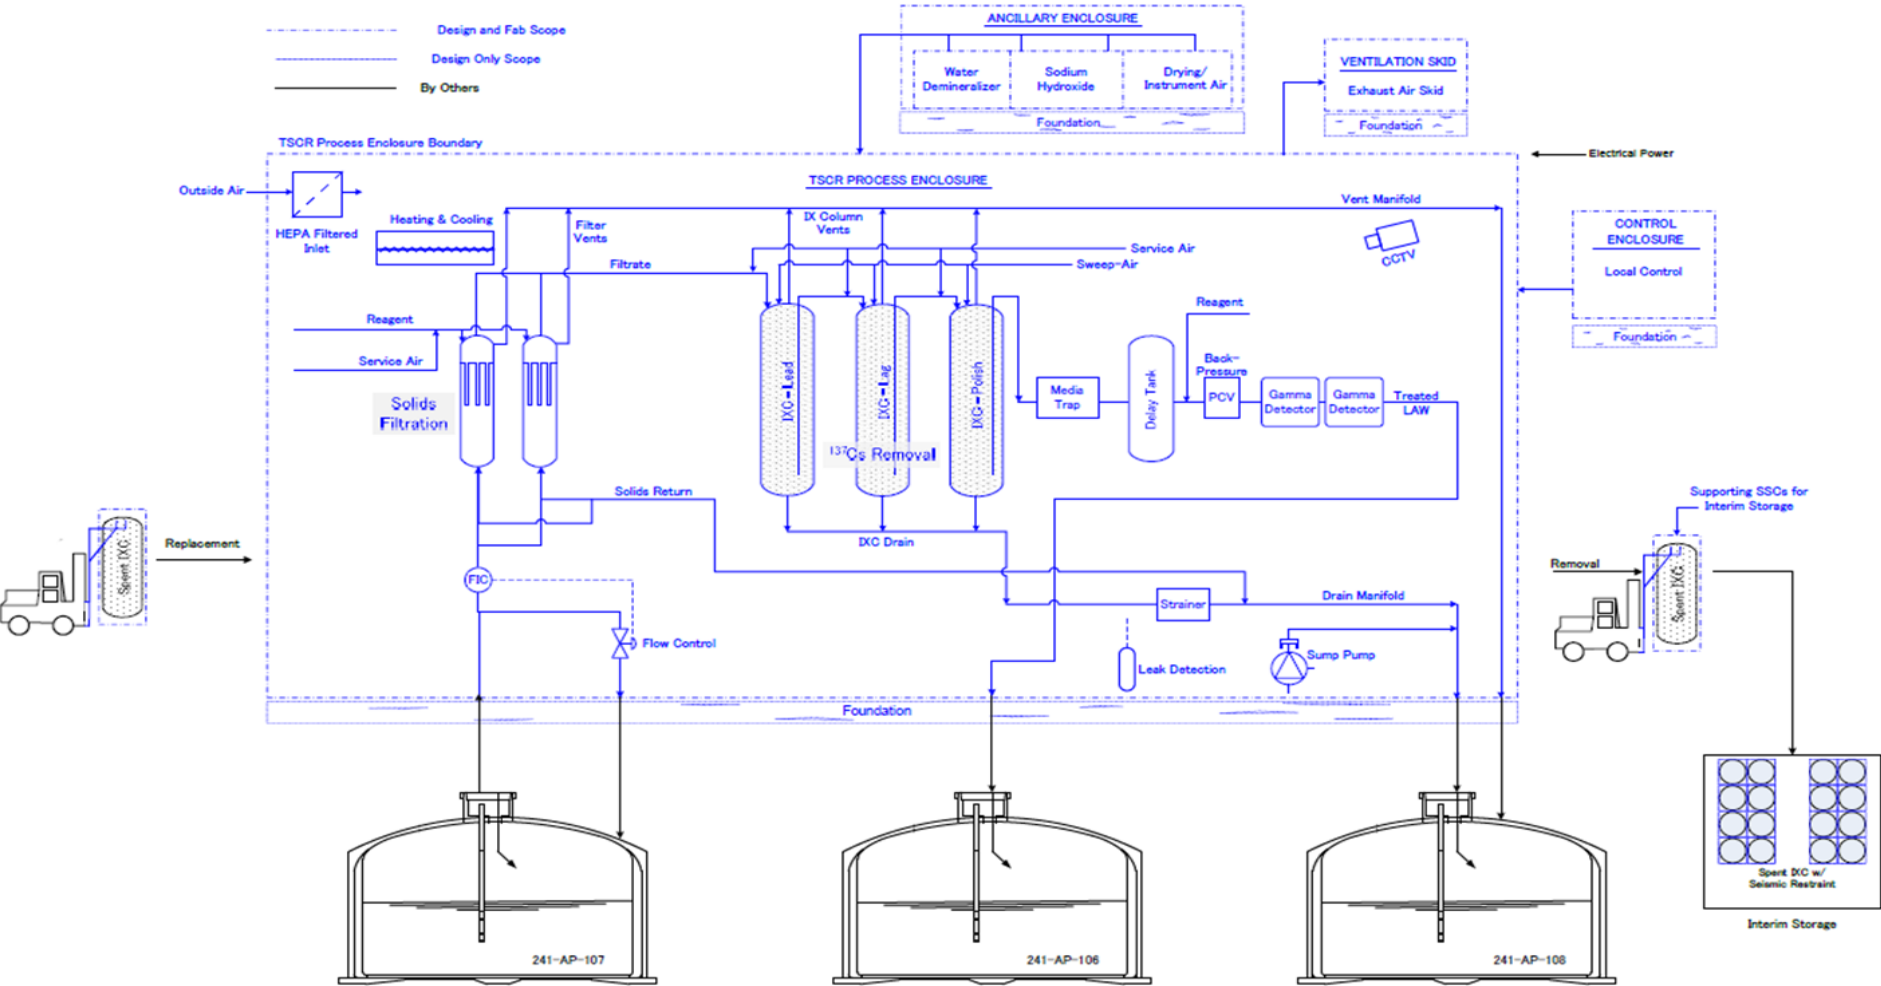 Design and Fab Scope
Design Only Scope
By Others
ANCILLARY ENCLOSURE
Water
Demineralizer
Sodium
Hydroxide
Drying/
Instrument Air
Foundation
VENTILATION SKID
Exhaust Air Skid
Foundation
TSCR Process Enclosure Boundary
Electrical Power
TSCR PROCESS ENCLOSURE
Outside Air
HEPA Filtered
Inlet
Heating & Cooling
Filter
Vents
IX Column
Vents
Vent Manifold
CCTV
CONTROL
ENCLOSURE
Local Control
Foundation
Service Air
Sweep-Air
Filtrate
Reagent
Service Air
Solids
Filtration
IXC-Lead
IXC-Lag
IXC-Polish
137Cs Removal
Media
Trap
Delay Tank
Reagent
Back-
Pressure
PCV
Gamma
Detector
Gamma
Detector
Treated
LAW
Solids Return
IXC Drain
Supporting SSCs for
Interim Storage
Spent IXC
Replacement
FIC
Flow Control
Strainer
Drain Manifold
Leak Detection
Sump Pump
Removal
Spent IXC
Foundation
241-AP-107
241-AP-106
241-AP-108
Spent IXC w/
Seismic Restraint
Interim Storage